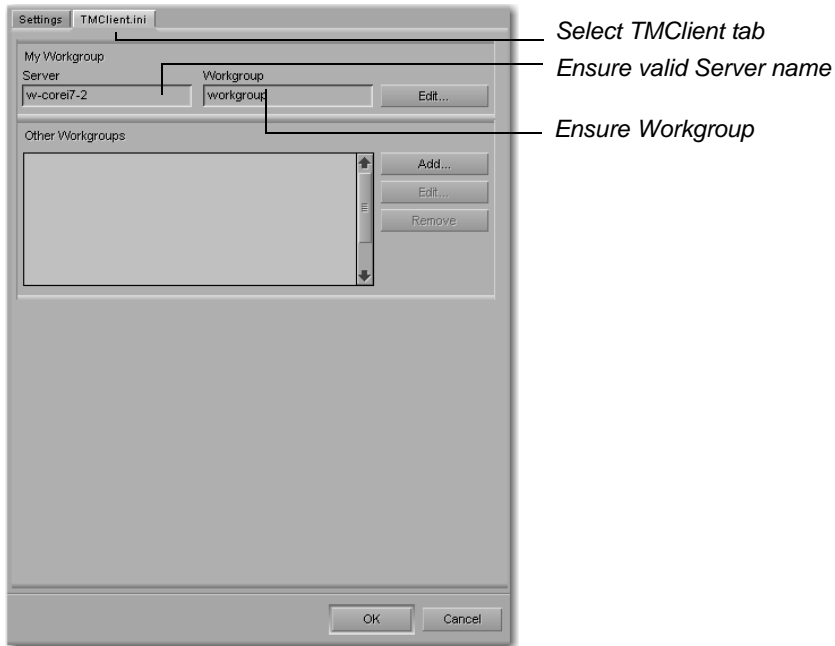 Settings TMClient.ini
Select TMClient tab
My Workgroup
Server Workgroup
Ensure valid Server name
w-corei7-2 workgroup Edit...
Ensure Workgroup
Other Workgroups
Add...
Edit...
Remove
OK Cancel